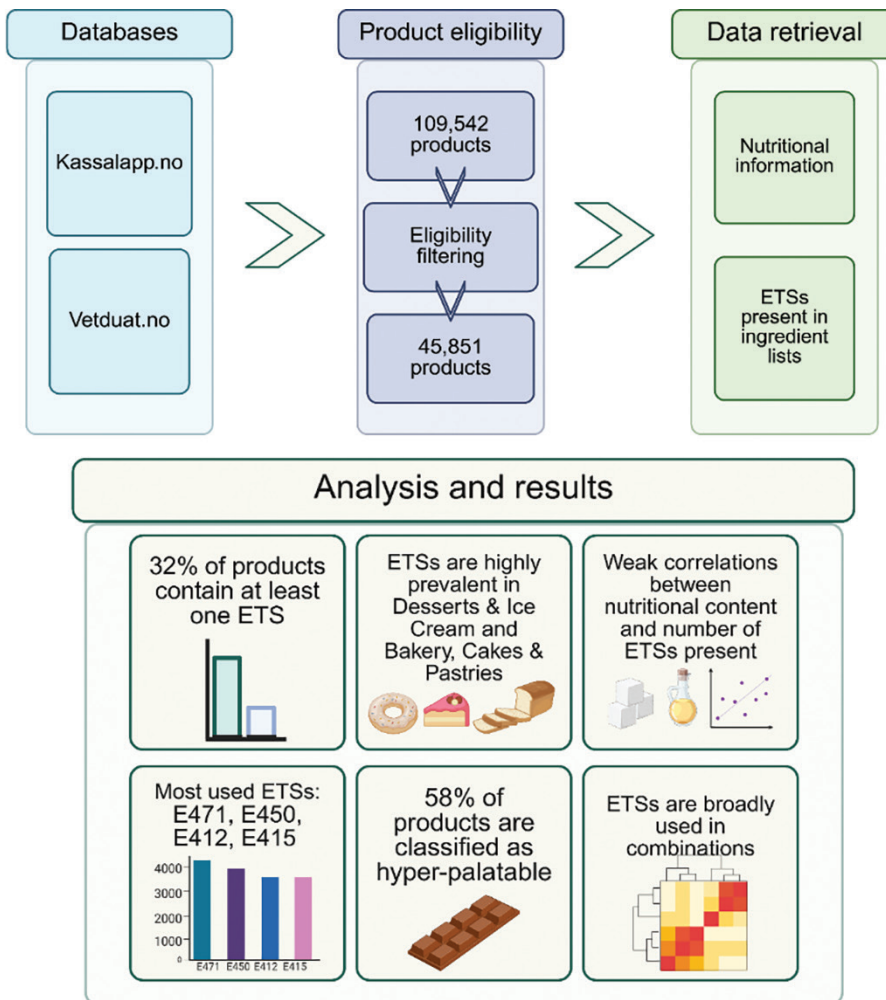 Databases
Kassalapp.no
Vetduat.no
Product eligibility
109,542
products
Eligibility
filtering
45,851
products
Data retrieval
Nutritional
information
ETSs
present in
ingredient
lists
Analysis and results
32% of products
contain at least
one ETS
ETSs are highly
prevalent in
Desserts & Ice
Cream and
Bakery, Cakes &
Pastries
Weak correlations
between
nutritional content
and number of
ETSs present
Most used ETSs:
E471, E450,
E412, E415
4000
3000
2000
1000
0
E471 E450 E412 E415
58% of
products are
classified as
hyper-palatable
ETSs are broadly
used in
combinations